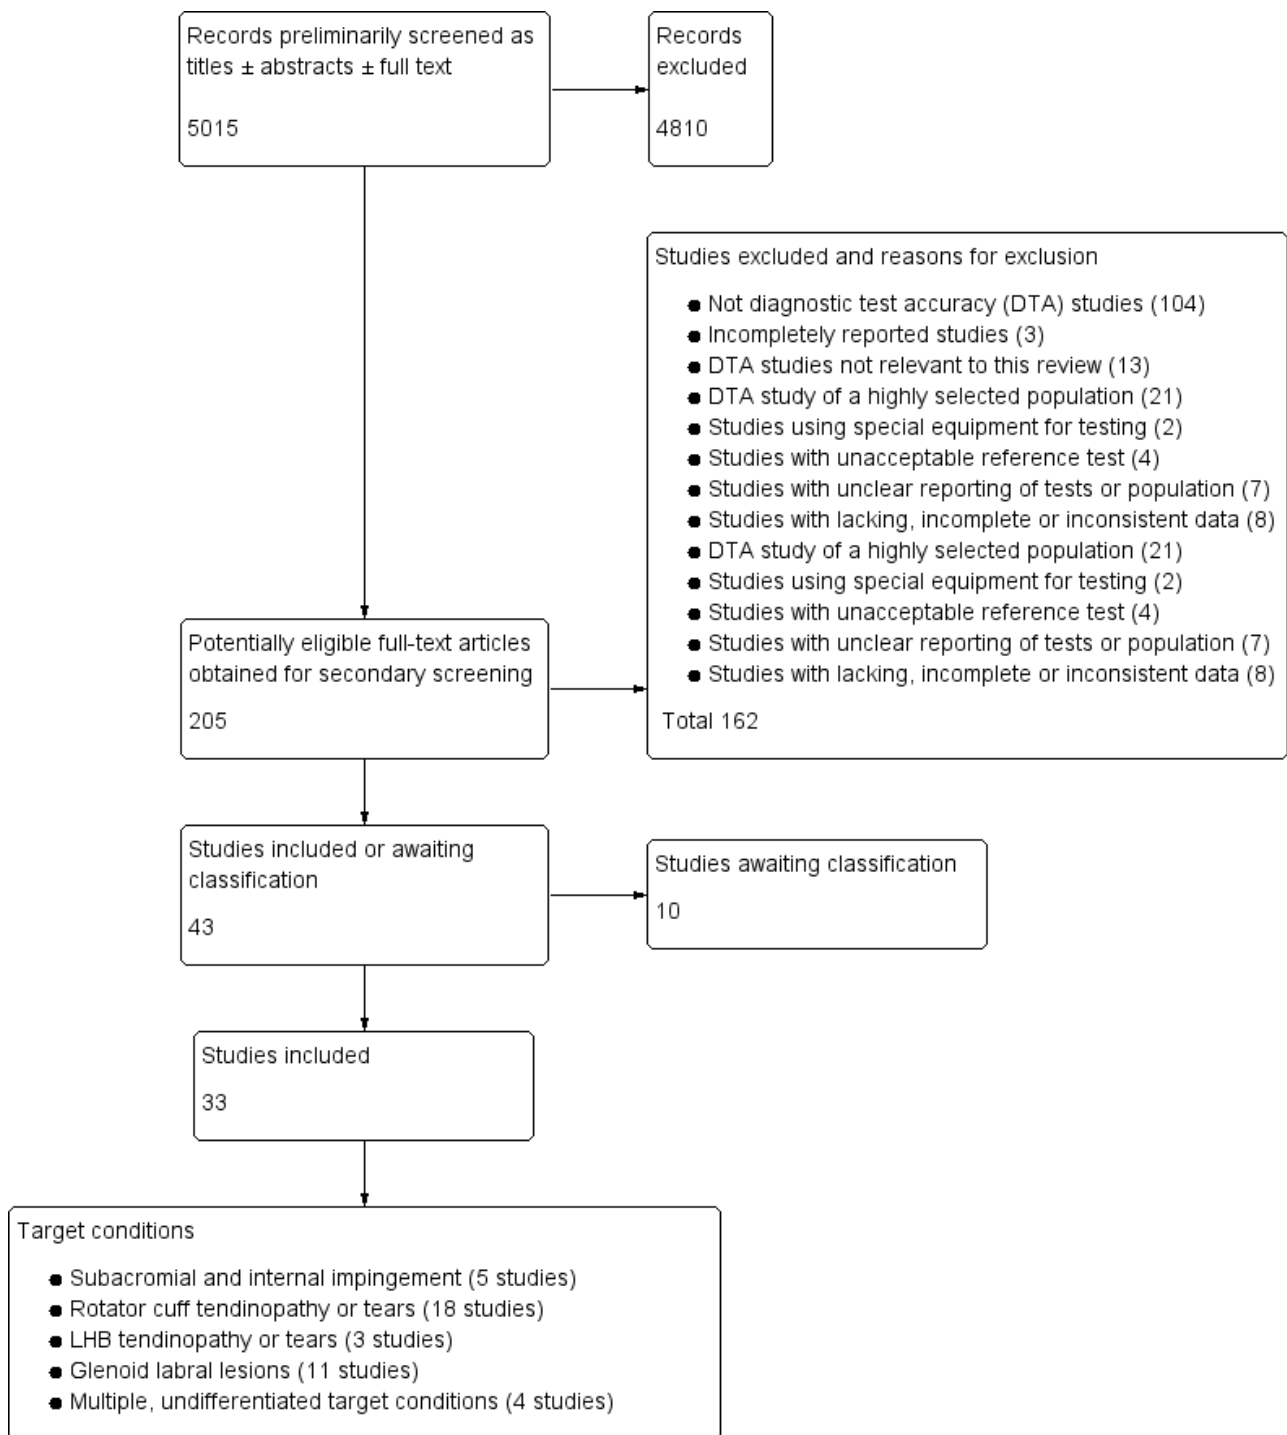 Records preliminarily screened as
titles ± abstracts ± full text
5015
Records
excluded
4810
Studies excluded and reasons for exclusion
● Not diagnostic test accuracy (DTA) studies (104)
● Incompletely reported studies (3)
● DTA studies not relevant to this review (13)
● DTA study of a highly selected population (21)
● Studies using special equipment for testing (2)
● Studies with unacceptable reference test (4)
● Studies with unclear reporting of tests or population (7)
● Studies with lacking, incomplete or inconsistent data (8)
● DTA study of a highly selected population (21)
● Studies using special equipment for testing (2)
● Studies with unacceptable reference test (4)
● Studies with unclear reporting of tests or population (7)
● Studies with lacking, incomplete or inconsistent data (8)
Total 162
Potentially eligible full-text articles
obtained for secondary screening
205
Studies included or awaiting
classification
43
Studies awaiting classification
10
Studies included
33
Target conditions
● Subacromial and internal impingement (5 studies)
● Rotator cuff tendinopathy or tears (18 studies)
● LHB tendinopathy or tears (3 studies)
● Glenoid labral lesions (11 studies)
● Multiple, undifferentiated target conditions (4 studies)